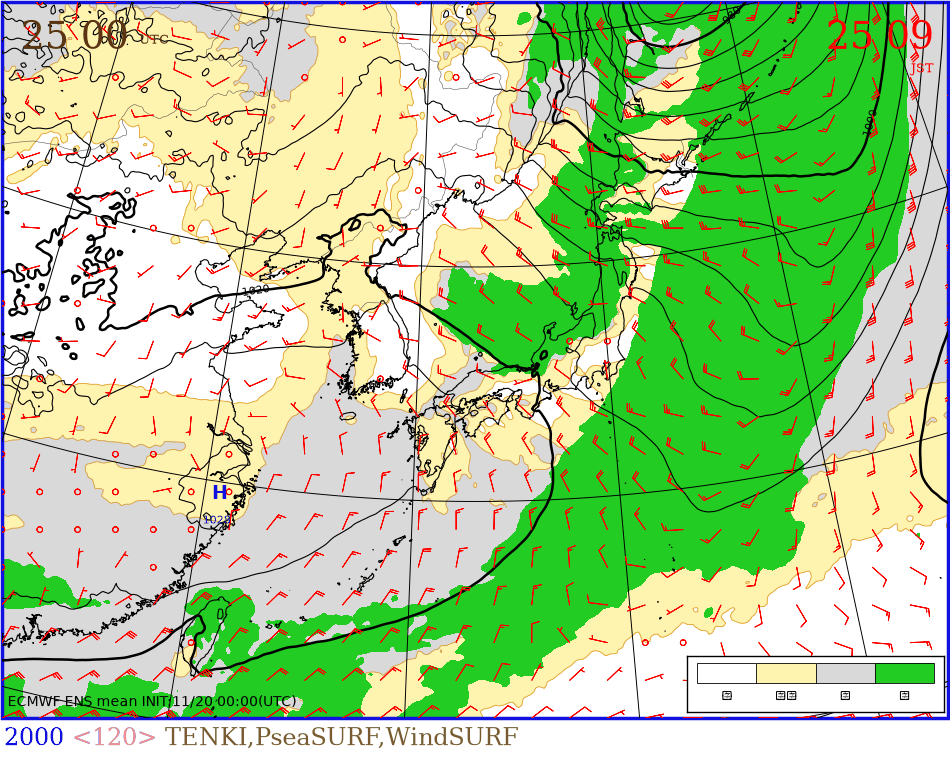 25 00 UTC
25 09
JST
1000
1020
H
ECMWF ENS mean INIT:11/20 00:00(UTC)
2000 <120> TENKI,PseaSURF,WindSURF